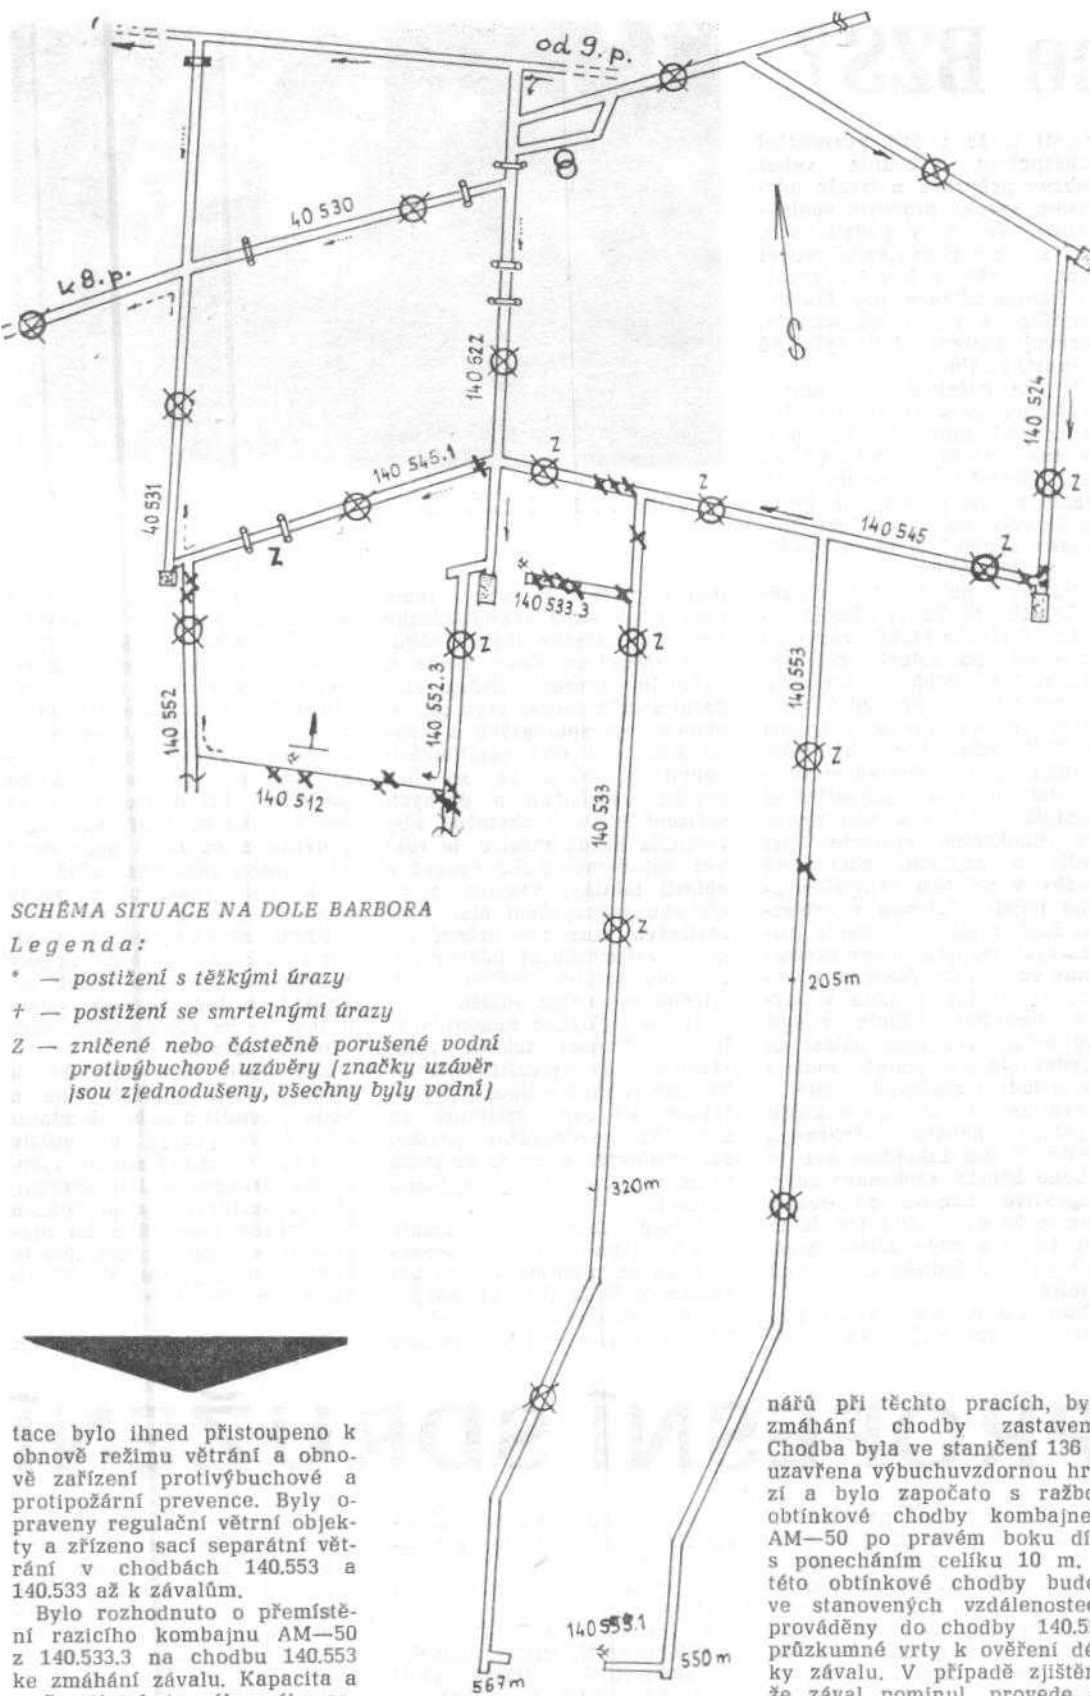 od 9. p.
40 530
k 8. p.
140 522
S
140 524
Z
140 545.1
Z
Z
Z
40 531
140 545
Z
Z
140 533.3
Z
Z
140 552
140 552.3
140 553
Z
140 512
140 533
Z
205m
320m
SCHÉMA SITUACE NA DOLE BARBORA
Legenda:
* — postižení s těžkými úrazy
+ — postižení se smrtelnými úrazy
Z — zničené nebo částečně porušené vodní
protivýbuchové uzávěry (značky uzávěr
jsou zjednodušeny, všechny byly vodní)
140 555.1
550m
567m
tace bylo ihned přistoupeno k
obnově režimu větrání a obno-
vě zařízení protivýbuchové a
protipožární prevence. Byly o-
praveny regulační větrní objek-
ty a zřízeno sací separátní vět-
rání v chodbách 140.553 a
140.533 až k závalům.
Bylo rozhodnuto o přemístě-
ní razicího kombajnu AM—50
z 140.533.3 na chodbu 140.553
ke zmáhání závalu. Kapacita a
nářů při těchto pracích, by
zmáhání chodby zastaven
Chodba byla ve staničení 136
uzavřena výbuchuvzdornou hr
zí a bylo započato s ražbo
obtínkové chodby kombajne
AM—50 po pravém boku dí
s ponecháním celíku 10 m.
této obtínkové chodby bud
ve stanovených vzdálenoste
prováděny do chodby 140.5
průzkumné vrty k ověření dé
ky závalu. V případě zjiště
že zával pominul, provede